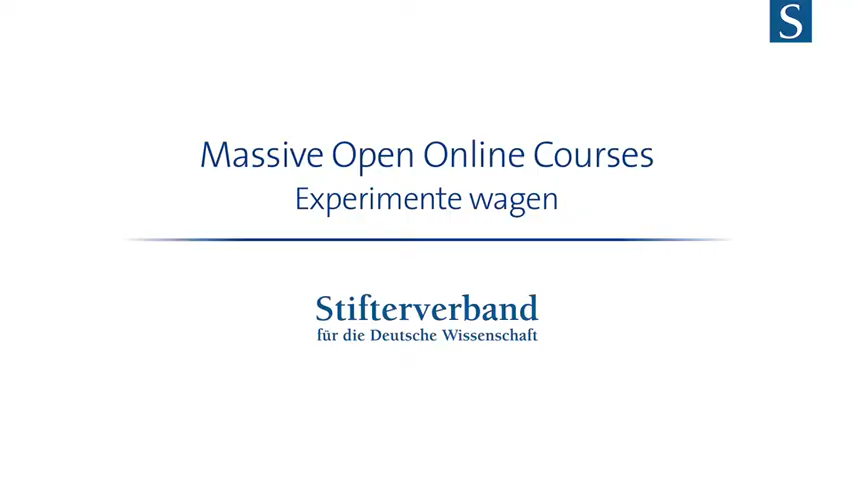 S
Massive Open Online Courses
Experimente wagen
Stifterverband
für die Deutsche Wissenschaft